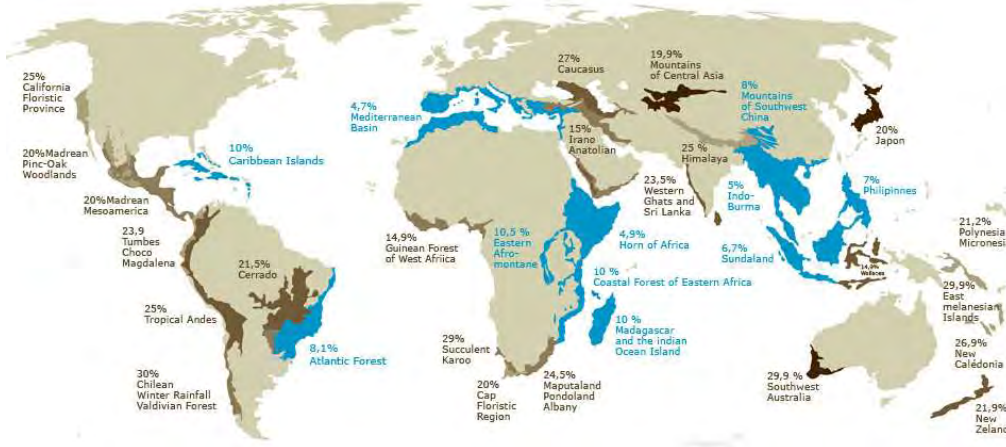 25%
California
Floristic
Province
20%Madrean
Pinc-Oak
Woodlands
20%Madrean
Mesoamerica
23,9
Tumbes
Choco
Magdalena
25%
Tropical Andes
30%
Chilean
Winter Rainfall
Valdivian Forest
10%
Caribbean Islands
21,5%
Cerrado
8,1%
Atlantic Forest
4,7%
Mediterranean
Basin
27%
Caucasus
19,9%
Mountains
of Central Asia
8%
Mountains
of Southwest
China
20%
Japon
15%
Irano
Anatolian
25 %
Himalaya
23,5%
Western
Ghats and
Sri Lanka
5%
Indo-
Burma
7%
Philipinnes
14,9%
Guinean Forest
of West Afriica
10,5 %
Eastern
Afro-
montane
4,9%
Horn of Africa
10 %
Coastal Forest of Eastern Africa
10 %
Madagascar
and the indian
Ocean Island
6,7%
Sundaland
21,2%
Polynesia
Micronesi
29,9%
East
melanesian
Islands
26,9%
New
Calédonia
29%
Succulent
Karoo
20%
Cap
Floristic
Region
24,5%
Maputaland
Pondoland
Albany
29,9 %
Southwest
Australia
21,9%
New
Zeland